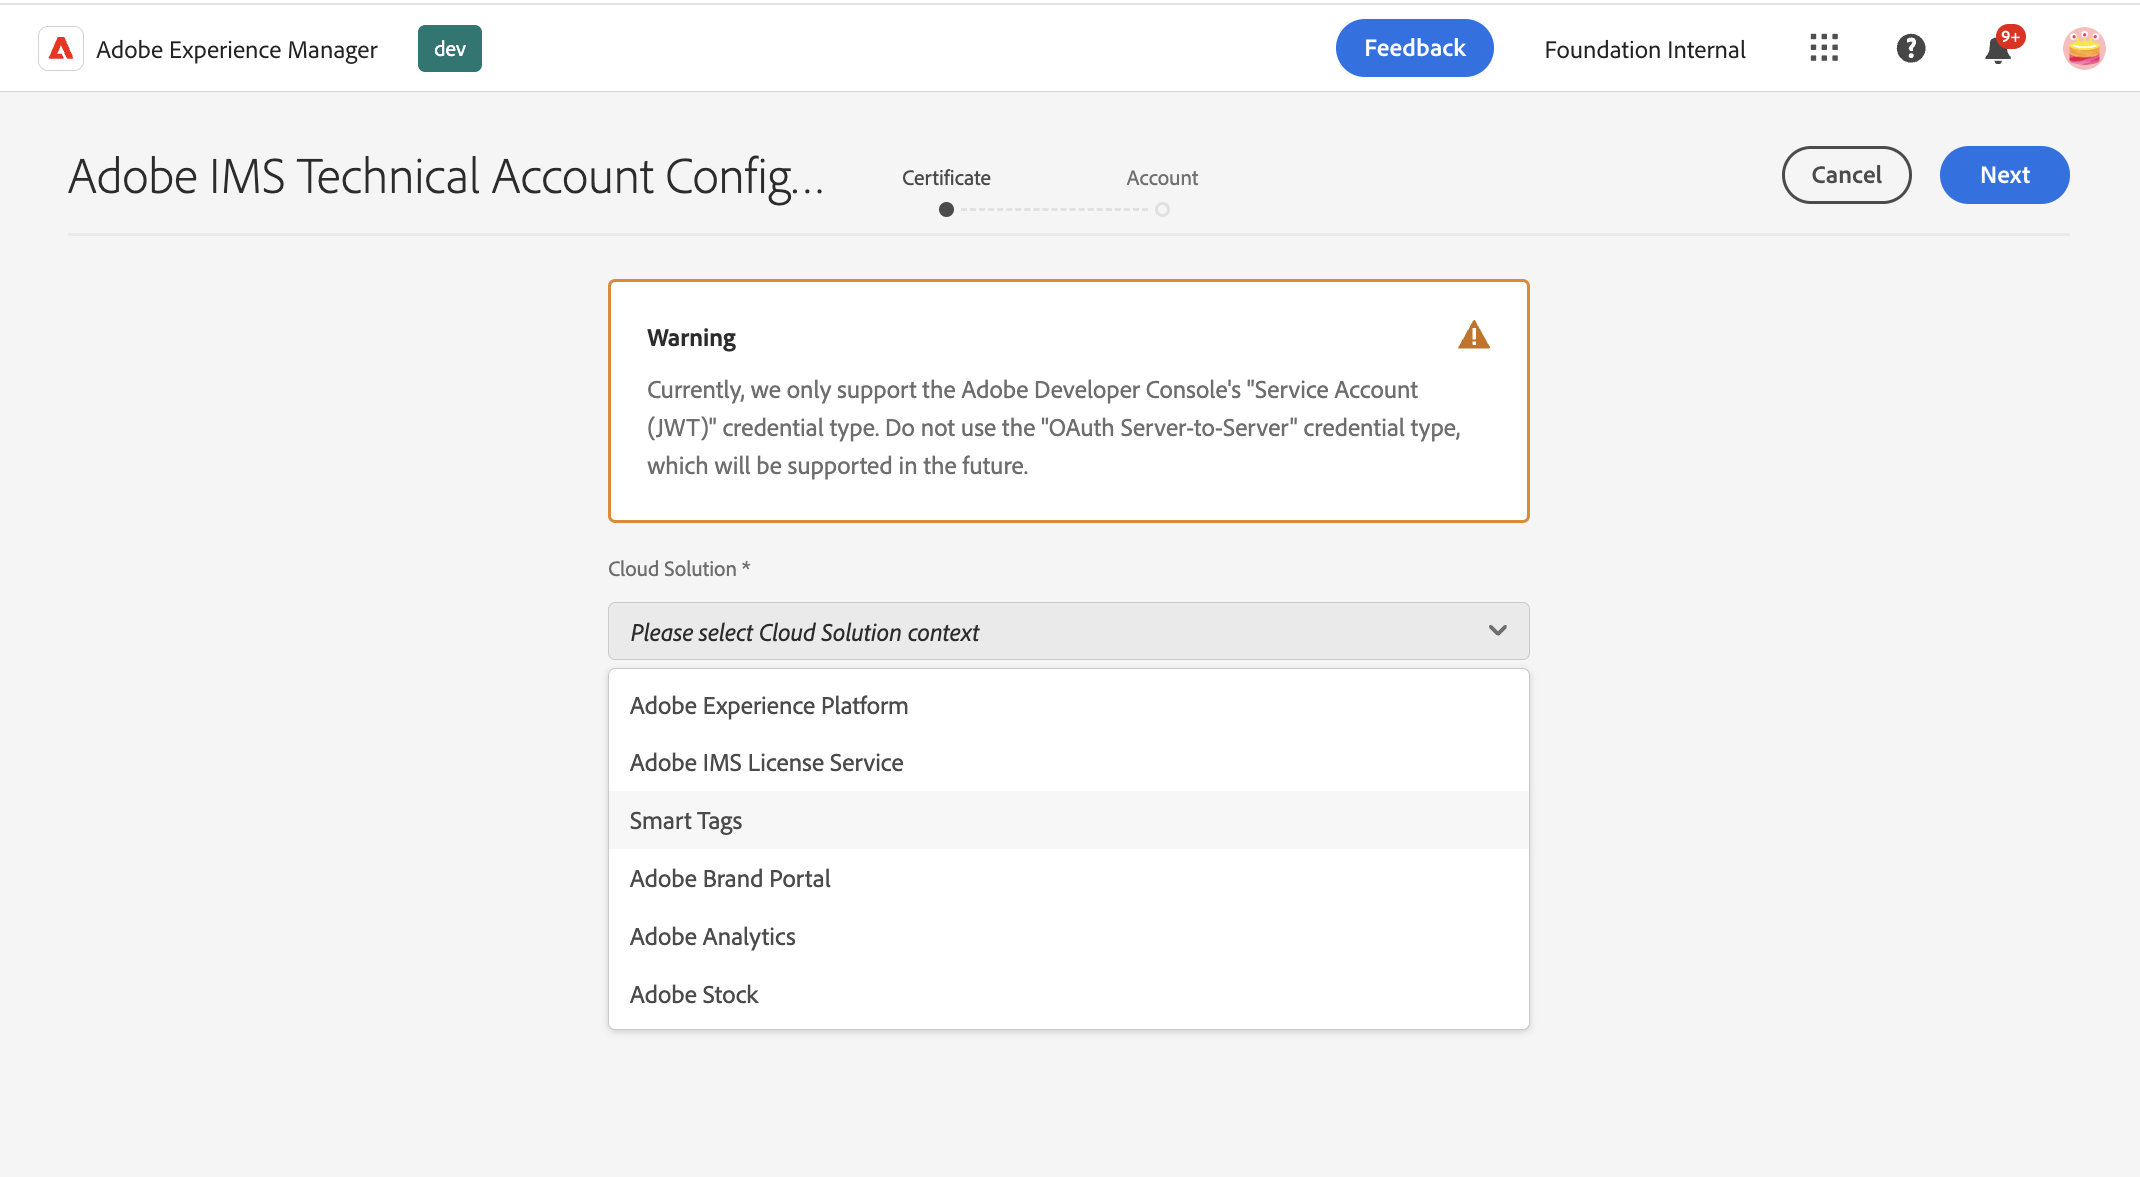 Adobe Experience Manager
dev
Feedback
Foundation Internal
9+
Adobe IMS Technical Account Config...
Certificate
Account
Cancel
Next
Warning
Currently, we only support the Adobe Developer Console's "Service Account
(JWT)" credential type. Do not use the "OAuth Server-to-Server" credential type,
which will be supported in the future.
Cloud Solution *
Please select Cloud Solution context
Adobe Experience Platform
Adobe IMS License Service
Smart Tags
Adobe Brand Portal
Adobe Analytics
Adobe Stock